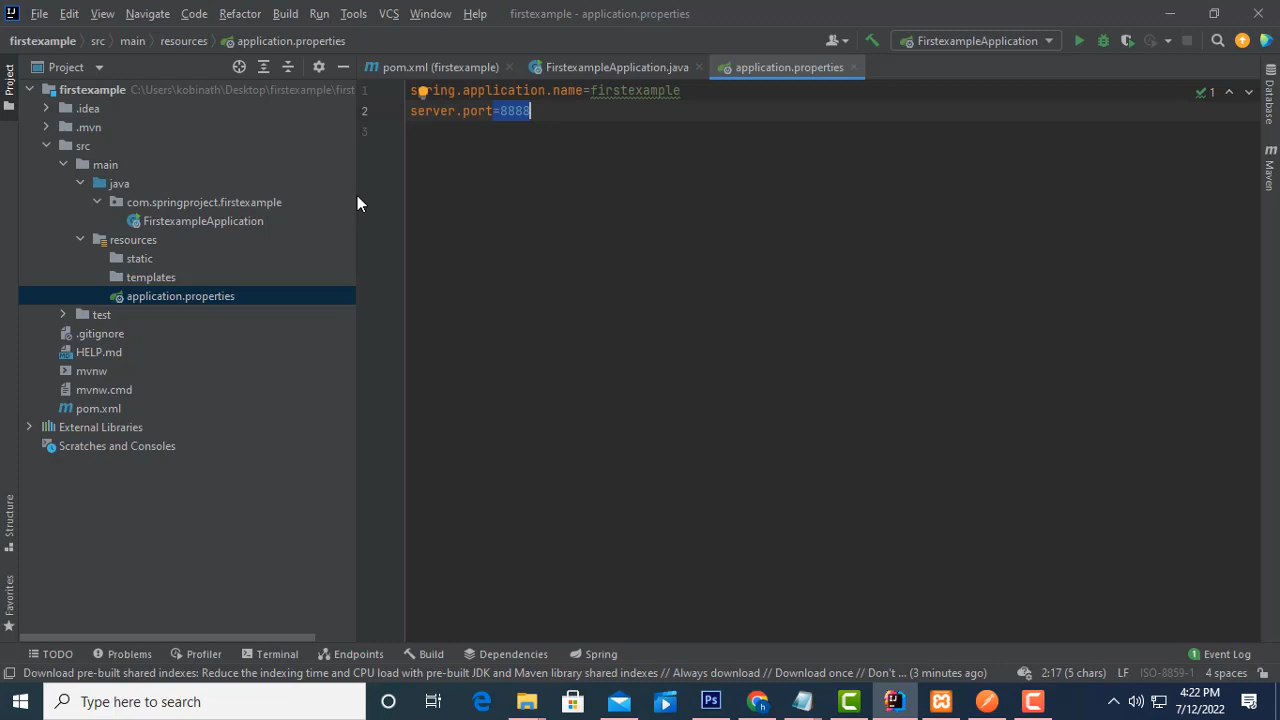 File Edit View Navigate Code Refactor Build Run Tools VCS Window Help firstexample - application.properties
firstexample src main resources application.properties FirstexampleApplication
Project pom.xml (firstexample) FirstexampleApplication.java application.properties
Project
firstexample C:\Users\kobinath\Desktop\firstexample\first
.idea
.mvn
src
main
java
com.springproject.firstexample
FirstexampleApplication
resources
static
templates
application.properties
test
.gitignore
HELP.md
mvnw
mvnw.cmd
pom.xml
External Libraries
Scratches and Consoles
1 spring.application.name=firstexample
2 server.port=8888
3
1
Database
Maven
Structure
Favorites
TODO Problems Profiler Terminal Endpoints Build Dependencies Spring 1 Event Log
Download pre-built shared indexes: Reduce the indexing time and CPU load with pre-built JDK and Maven library shared indexes // Always download // Download once // Don't ... (3 minutes ago) 2:17 (5 chars) LF ISO-8859-1 4 spaces
Type here to search
4:22 PM
7/12/2022